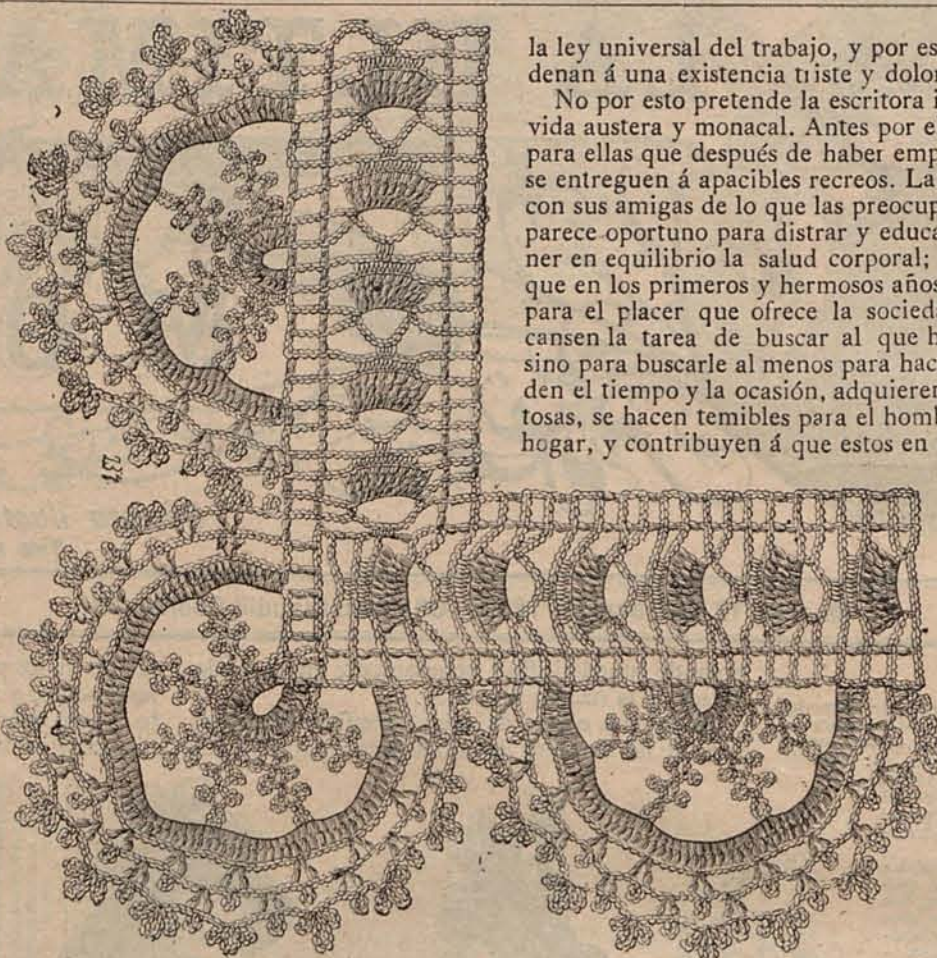 la ley universal del trabajo, y por es
denan á una existencia triste y dolor
No por esto pretende la escritora i
vida austera y monacal. Antes por e
para ellas que después de haber emp
se entreguen á apacibles recreos. La
con sus amigas de lo que las preocup
parece oportuno para distrar y educa
ner en equilibrio la salud corporal;
que en los primeros y hermosos años
para el placer que ofrece la socieda
cansen la tarea de buscar al que h
sino para buscarle al menos para hac
den el tiempo y la ocasión, adquieren
tosas, se hacen temibles para el homb
hogar, y contribuyen á que estos en